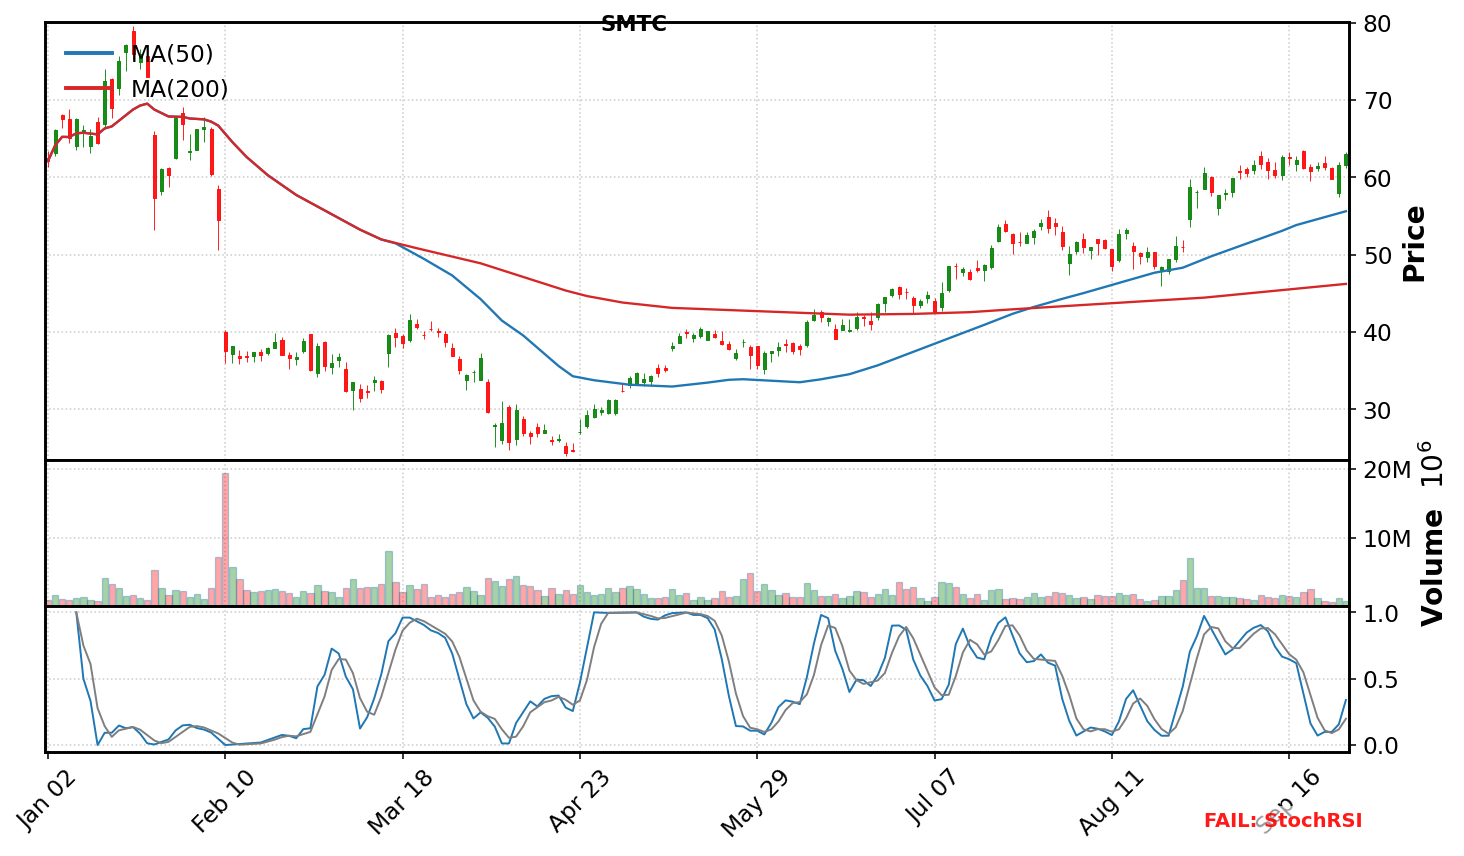 SMTC
MA(50)
MA(200)
80
70
60
50
40
30
Price
20M
10M
Volume 10^6
1.0
0.5
0.0
Jan 02
Feb 10
Mar 18
Apr 23
May 29
Jul 07
Aug 11
Sep 16
FAIL: StochRSI